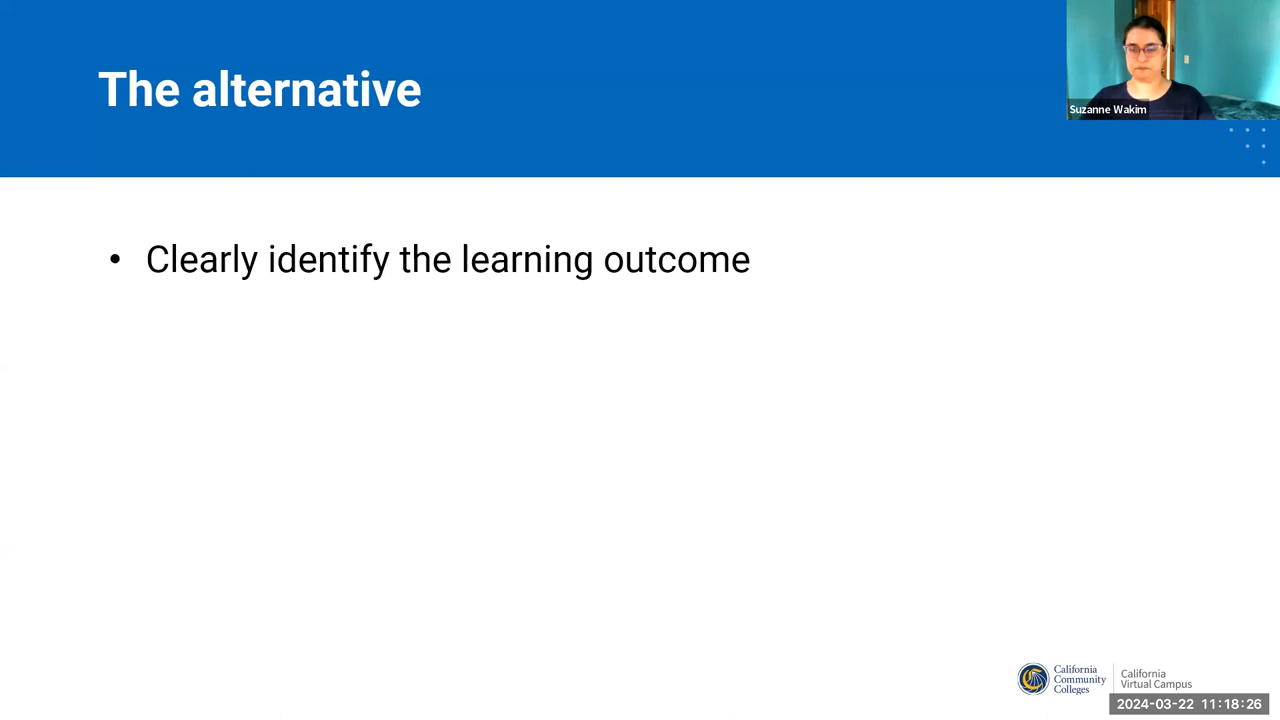 The alternative
Suzanne Wakim
• Clearly identify the learning outcome
California
Community
Colleges
California
Virtual Campus
2024-03-22 11:18:26